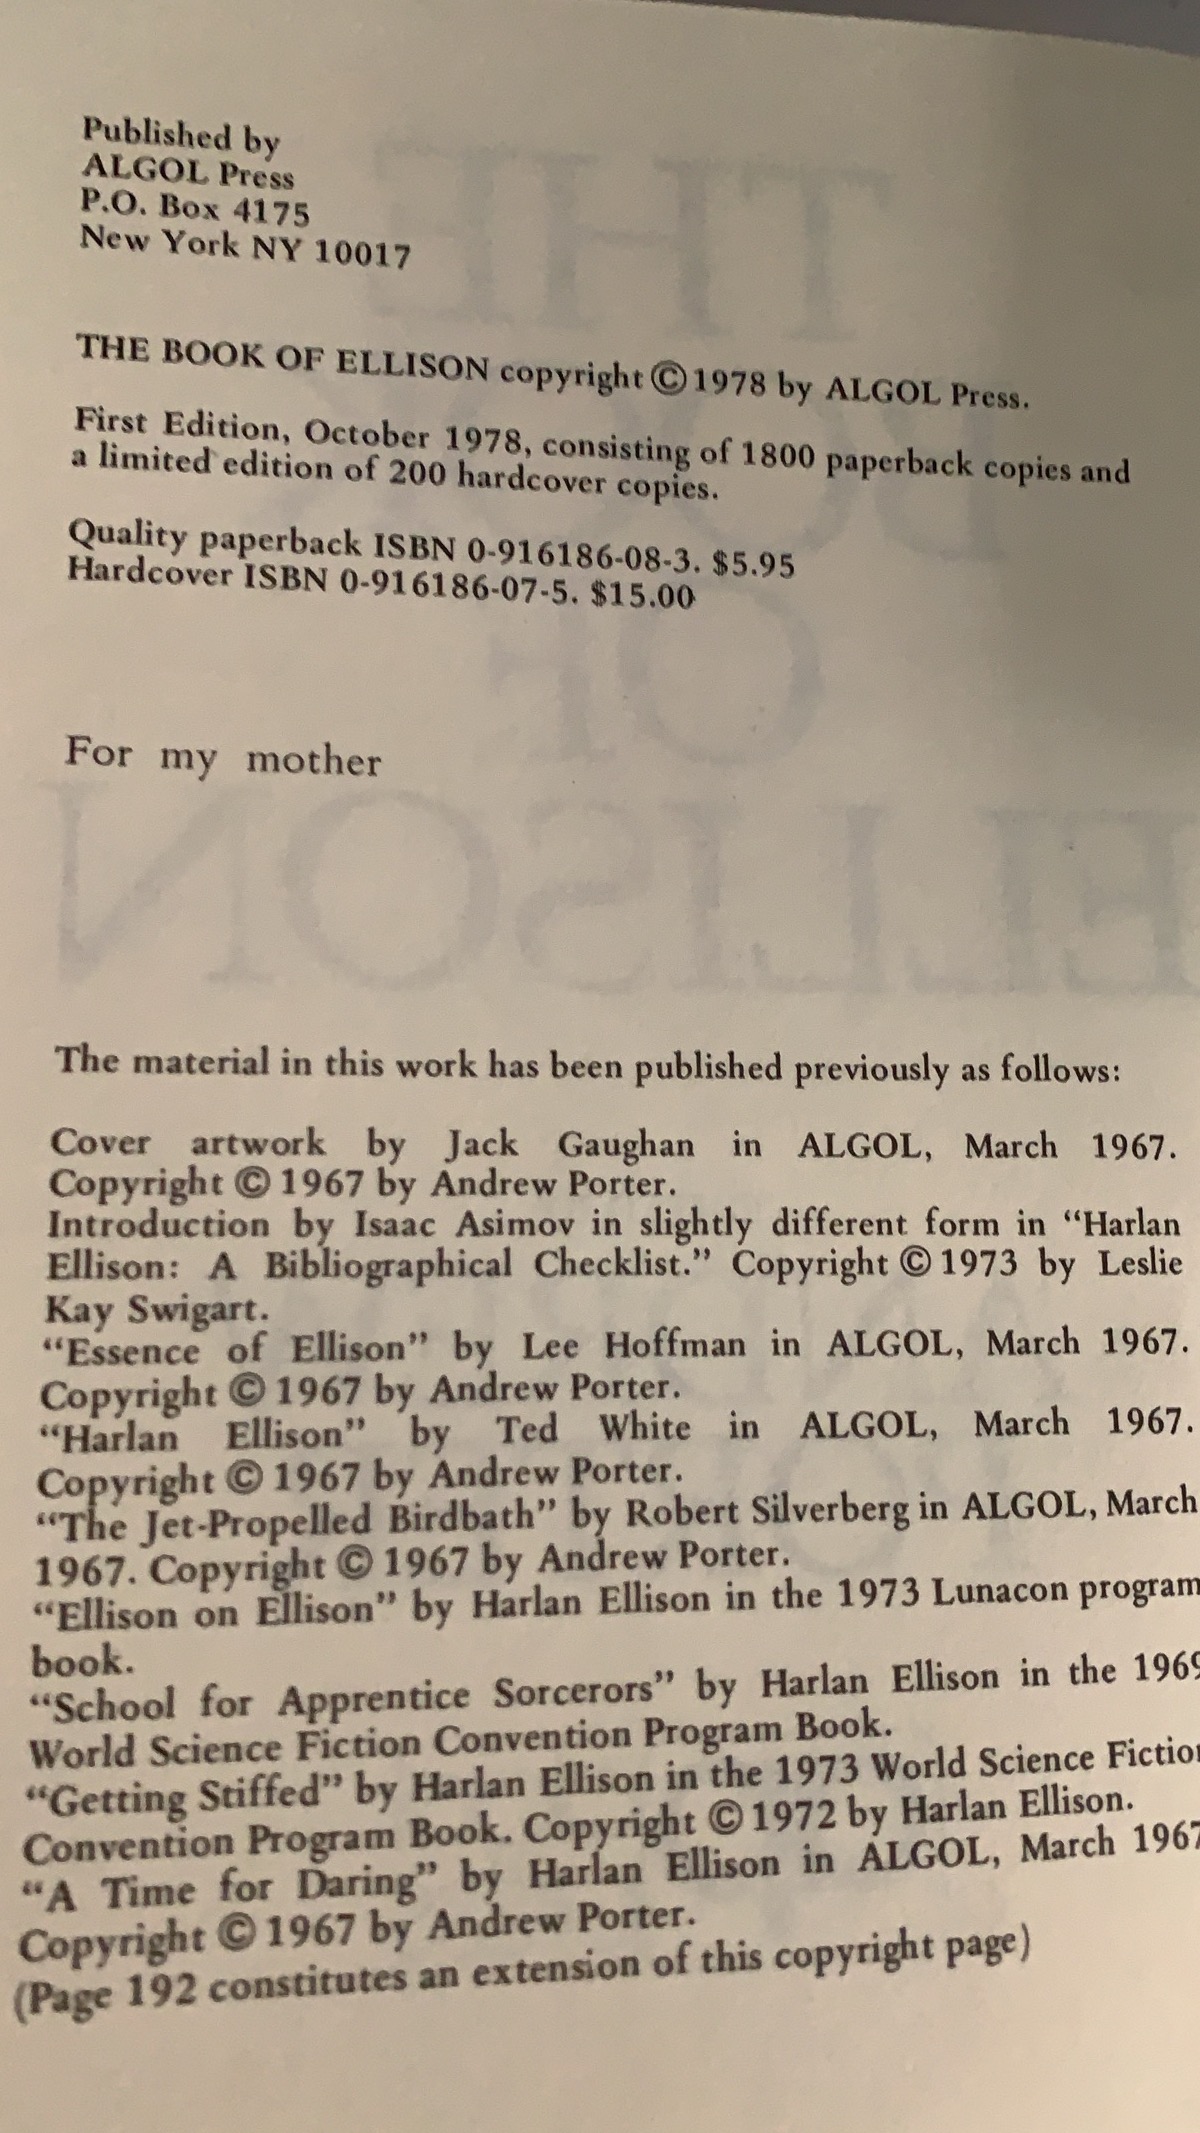 Published by
ALGOL Press
P.O. Box 4175
New York NY 10017
THE BOOK OF ELLISON copyright © 1978 by ALGOL Press.
First Edition, October 1978, consisting of 1800 paperback copies and
a limited edition of 200 hardcover copies.
Quality paperback ISBN 0-916186-08-3. $5.95
Hardcover ISBN 0-916186-07-5. $15.00
For my mother
The material in this work has been published previously as follows:
Cover artwork by Jack Gaughan in ALGOL, March 1967.
Copyright © 1967 by Andrew Porter.
Introduction by Isaac Asimov in slightly different form in “Harlan
Ellison: A Bibliographical Checklist.” Copyright © 1973 by Leslie
Kay Swigart.
“Essence of Ellison” by Lee Hoffman in ALGOL, March 1967.
Copyright © 1967 by Andrew Porter.
“Harlan Ellison” by Ted White in ALGOL, March 1967.
Copyright © 1967 by Andrew Porter.
“The Jet-Propelled Birdbath” by Robert Silverberg in ALGOL, March
1967. Copyright © 1967 by Andrew Porter.
“Ellison on Ellison” by Harlan Ellison in the 1973 Lunacon program
book.
“School for Apprentice Sorcerors” by Harlan Ellison in the 1969
World Science Fiction Convention Program Book.
“Getting Stiffed” by Harlan Ellison in the 1973 World Science Fiction
Convention Program Book. Copyright © 1972 by Harlan Ellison.
“A Time for Daring” by Harlan Ellison in ALGOL, March 1967
Copyright © 1967 by Andrew Porter.
(Page 192 constitutes an extension of this copyright page)